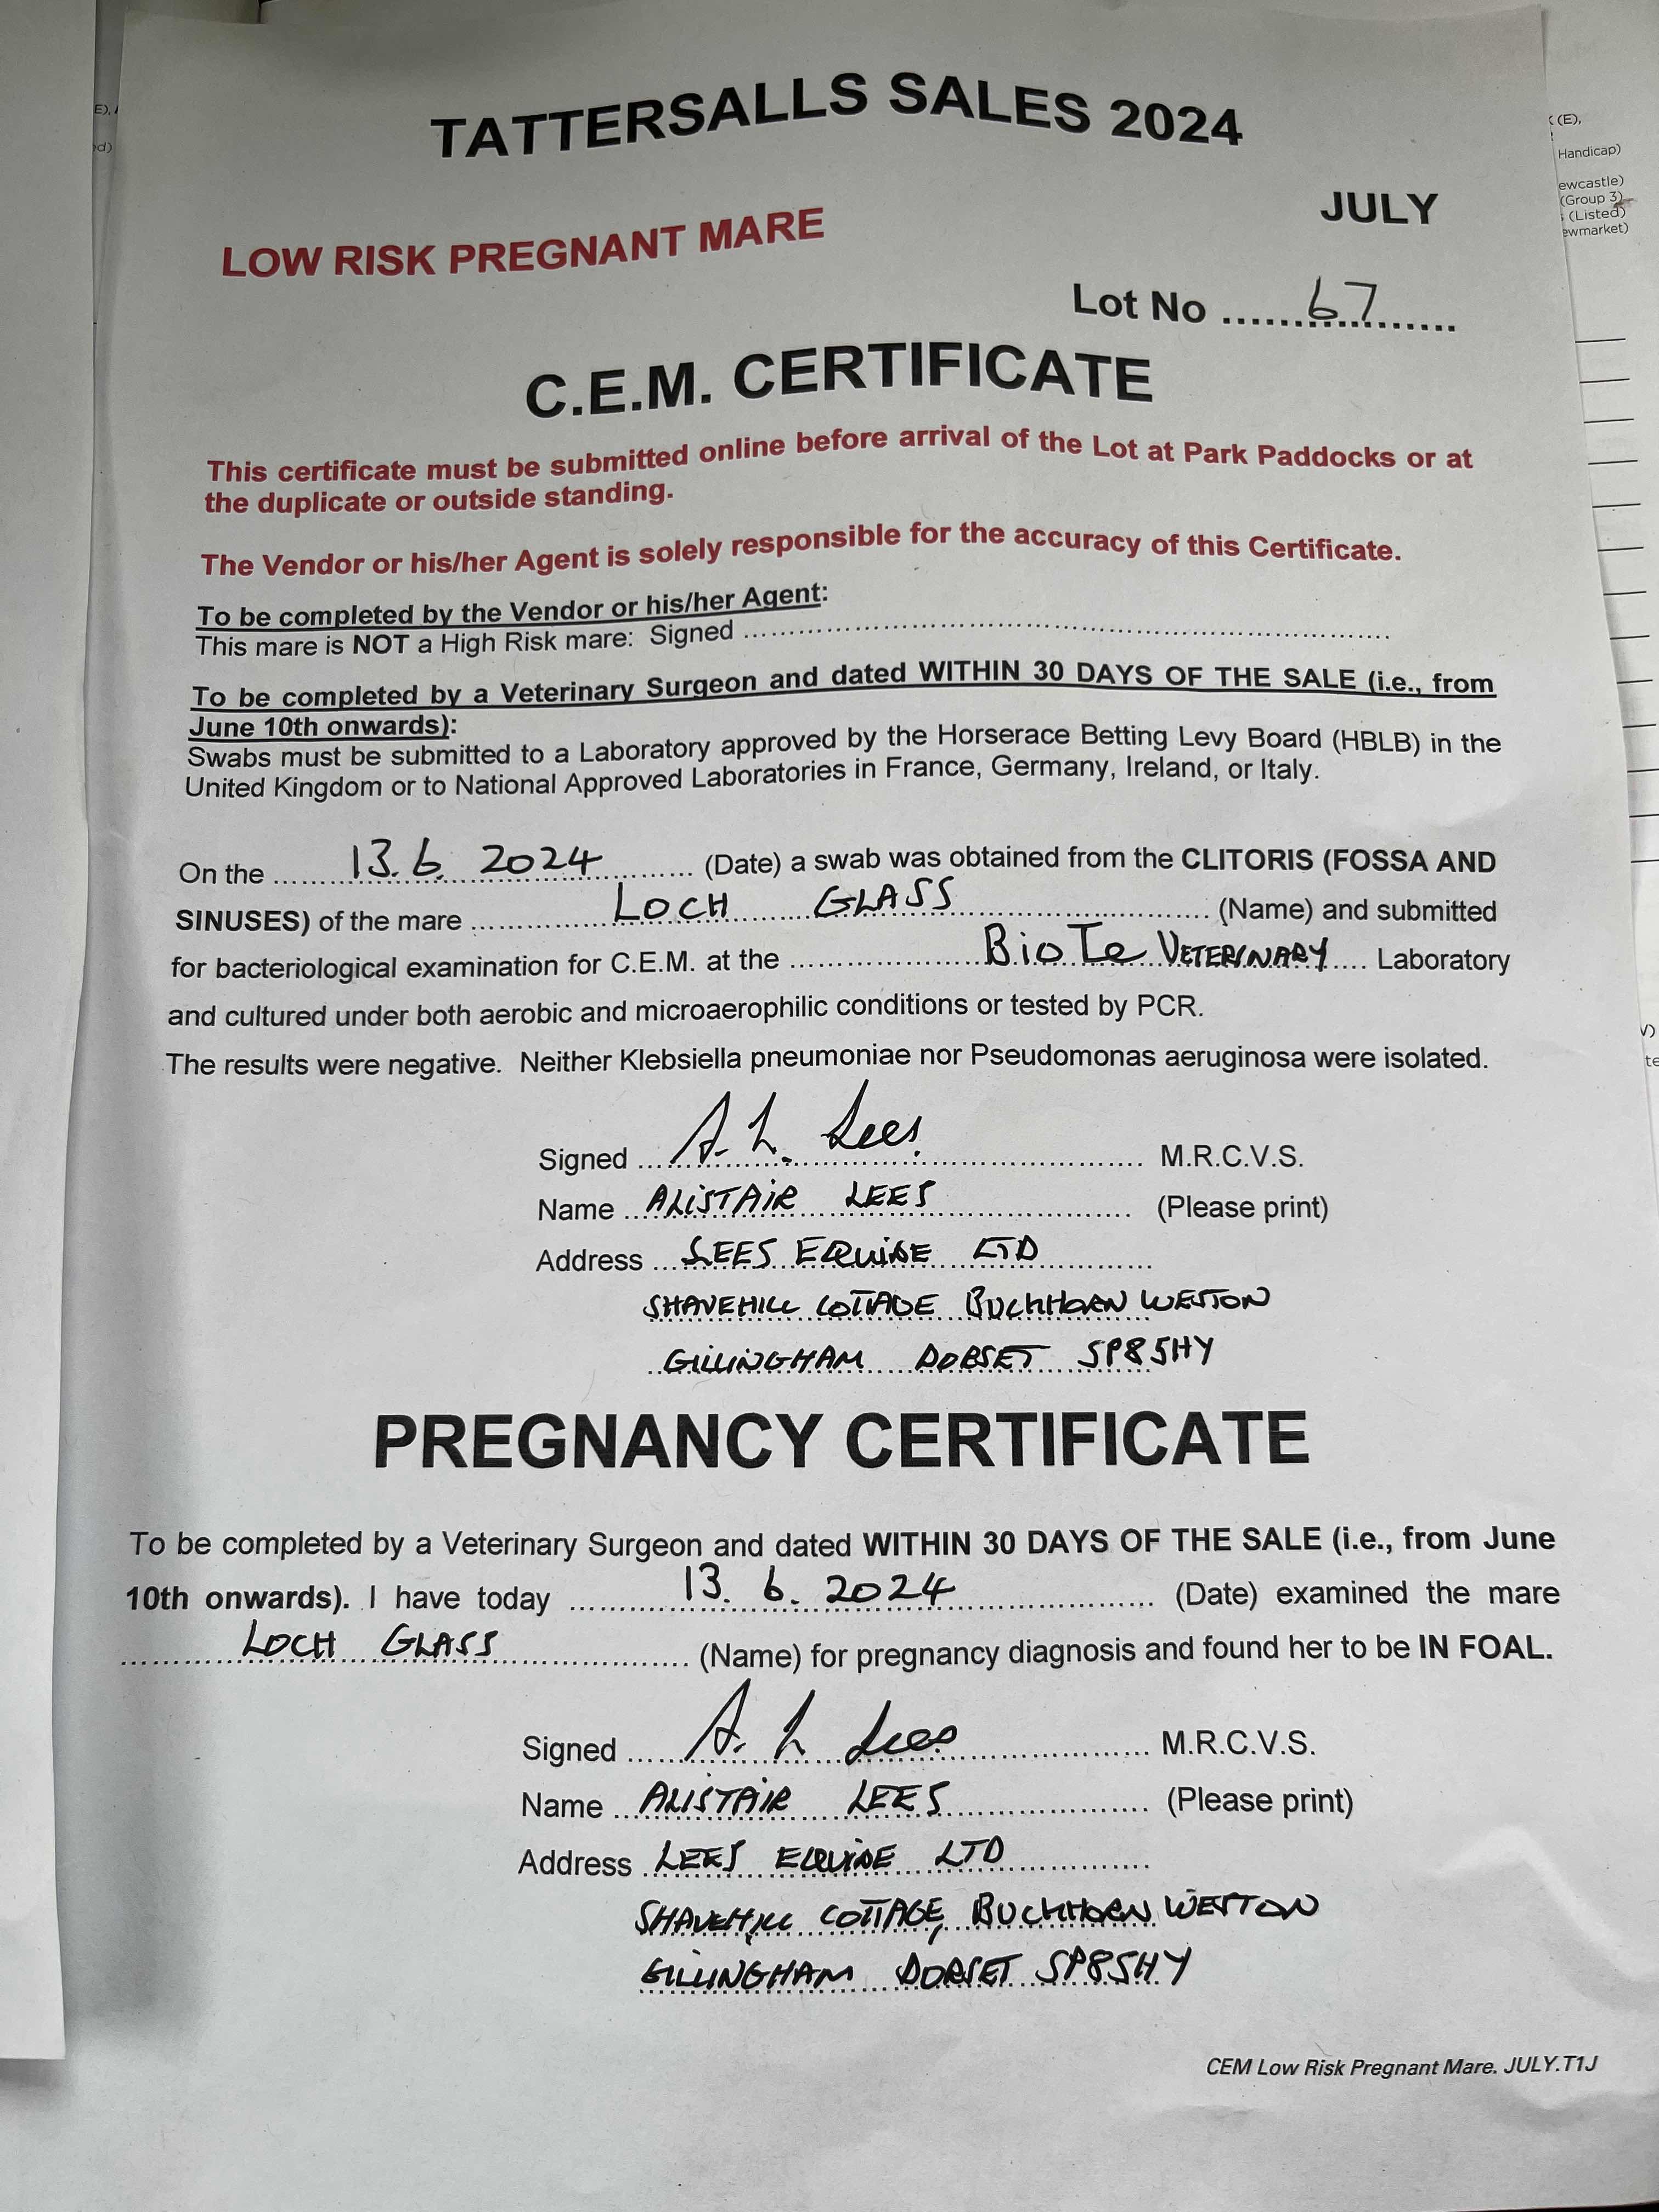 TATTERSALLS SALES 2024
JULY
LOW RISK PREGNANT MARE
Lot No ......67......
C.E.M. CERTIFICATE
This certificate must be submitted online before arrival of the Lot at Park Paddocks or at
the duplicate or outside standing.
The Vendor or his/her Agent is solely responsible for the accuracy of this Certificate.
To be completed by the Vendor or his/her Agent:
This mare is NOT a High Risk mare: Signed ......
To be completed by a Veterinary Surgeon and dated WITHIN 30 DAYS OF THE SALE (i.e., from
June 10th onwards):
Swabs must be submitted to a Laboratory approved by the Horserace Betting Levy Board (HBLB) in the
United Kingdom or to National Approved Laboratories in France, Germany, Ireland, or Italy.
On the ......13.6.2024...... (Date) a swab was obtained from the CLITORIS (FOSSA AND
SINUSES) of the mare ......LOCH GLASS...... (Name) and submitted
for bacteriological examination for C.E.M. at the ......BioTe VETERINARY...... Laboratory
and cultured under both aerobic and microaerophilic conditions or tested by PCR.
The results were negative. Neither Klebsiella pneumoniae nor Pseudomonas aeruginosa were isolated.
Signed ...A. L. Lees...... M.R.C.V.S.
Name ...ALISTAIR LEES...... (Please print)
Address ...LEES EQUINE LTD......
SHAVEHILL COTTAGE BUCKHORN WESTON
GILLINGHAM DORSET SP8 5HY
PREGNANCY CERTIFICATE
To be completed by a Veterinary Surgeon and dated WITHIN 30 DAYS OF THE SALE (i.e., from June
10th onwards). I have today ......13.6.2024...... (Date) examined the mare
......LOCH GLASS...... (Name) for pregnancy diagnosis and found her to be IN FOAL.
Signed ......A. L. Lees...... M.R.C.V.S.
Name ...ALISTAIR LEES...... (Please print)
Address ...LEES EQUINE LTD......
SHAVEHILL COTTAGE, BUCKHORN WESTON
GILLINGHAM DORSET SP8 5HY
CEM Low Risk Pregnant Mare. JULY.T1J
(E),
Handicap)
(Group 3)
(Listed)